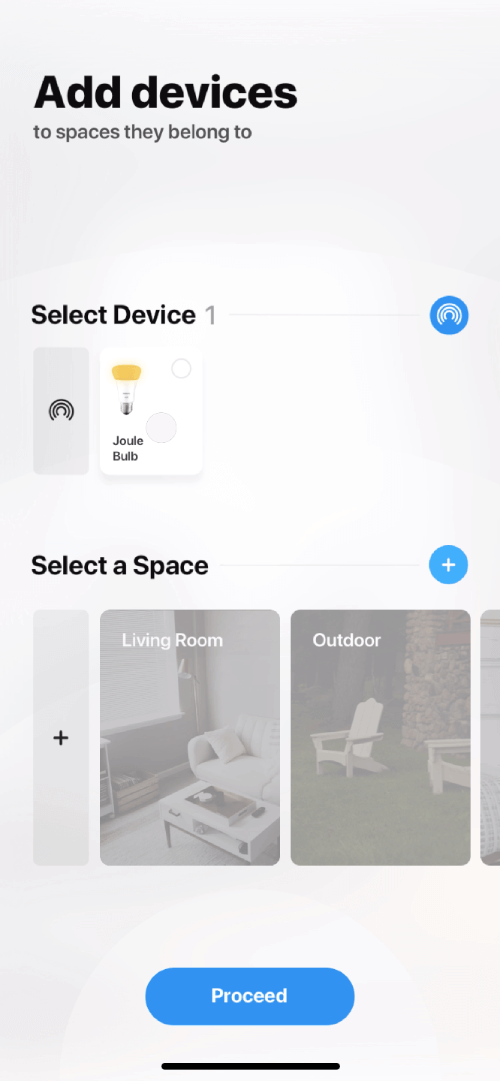 Add devices
to spaces they belong to
Select Device 1
Joule
Bulb
Select a Space
Living Room
Outdoor
Proceed